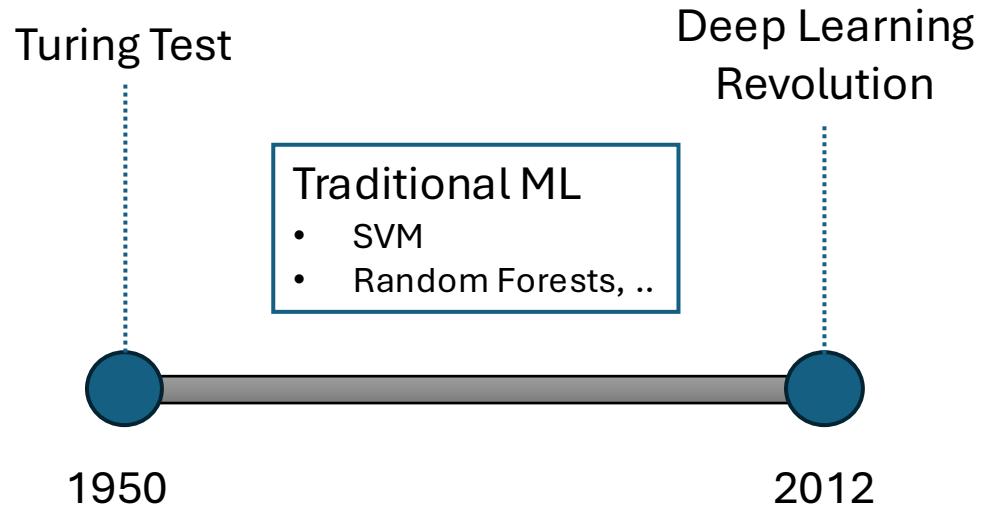 Turing Test
Deep Learning
Revolution
Traditional ML
• SVM
• Random Forests, ..
1950
2012